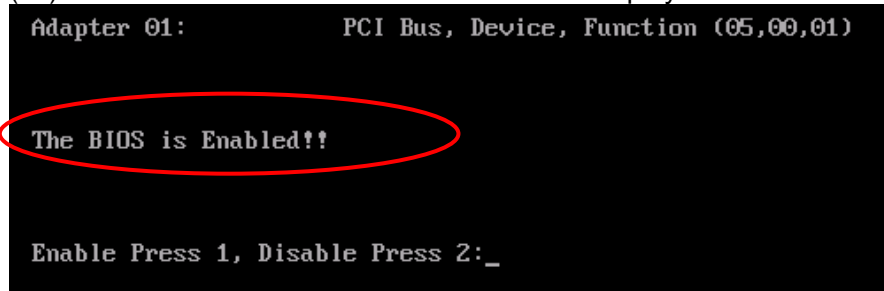 Adapter 01: PCI Bus, Device, Function (05,00,01)
The BIOS is Enabled!!
Enable Press 1, Disable Press 2:_